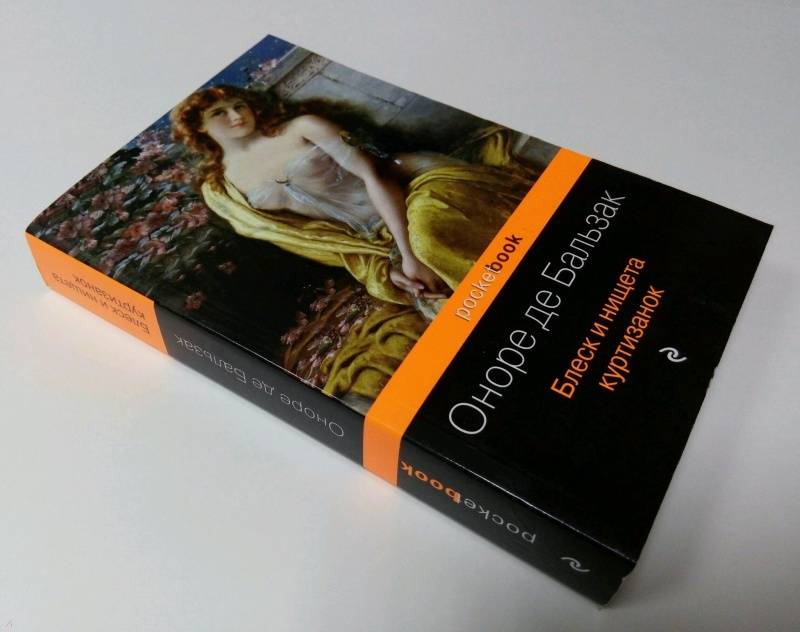 pocketbook
Оноре де Бальзак
Блеск и нищета
куртизанок
Блеск и нищета
куртизанок
Оноре де Бальзак
pocketbook